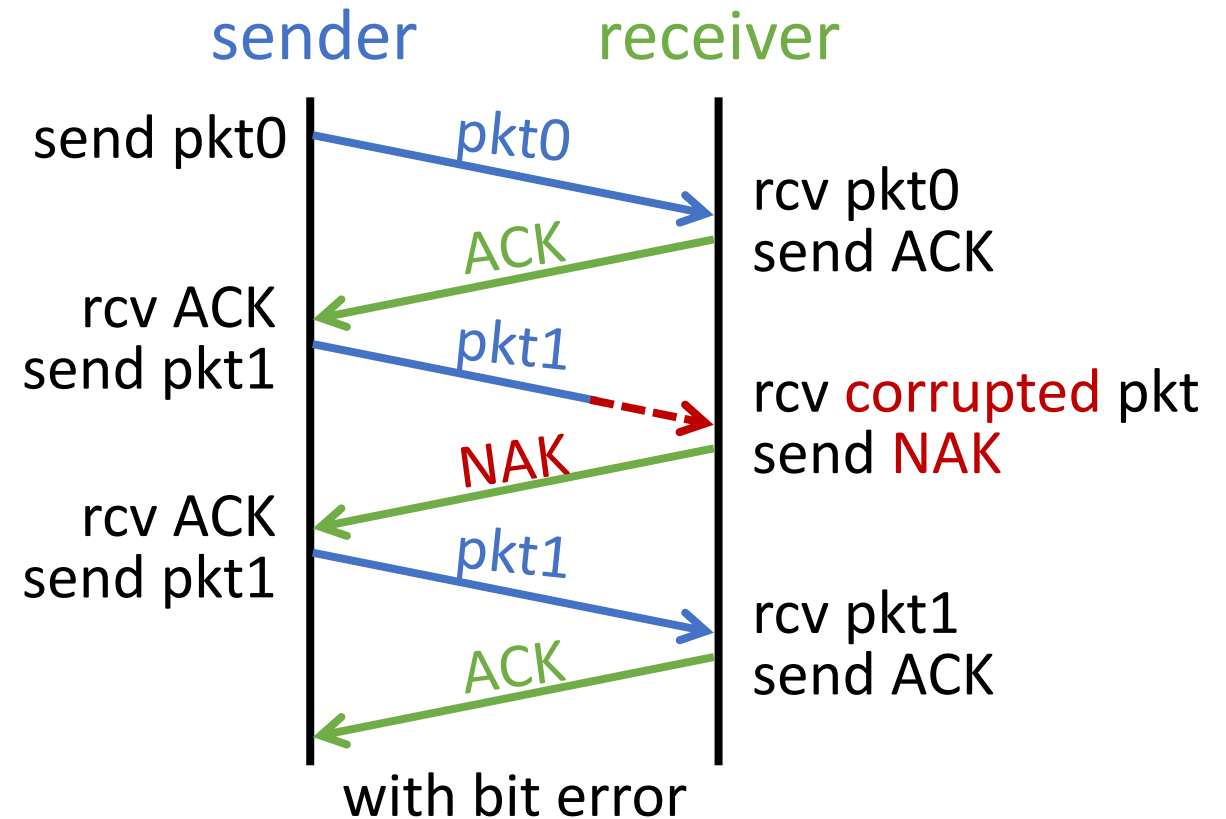 sender
receiver
send pkt0
pkt0
rcv pkt0
send ACK
ACK
rcv ACK
send pkt1
pkt1
rcv corrupted pkt
send NAK
NAK
rcv ACK
send pkt1
pkt1
rcv pkt1
send ACK
ACK
with bit error